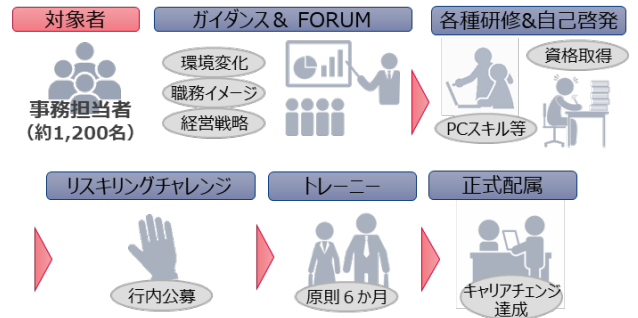 対象者
ガイダンス＆ FORUM
各種研修&自己啓発
環境変化
職務イメージ
経営戦略
資格取得
事務担当者
（約1,200名）
PCスキル等
リスキリングチャレンジ
トレーニー
正式配属
行内公募
原則６か月
キャリアチェンジ
達成